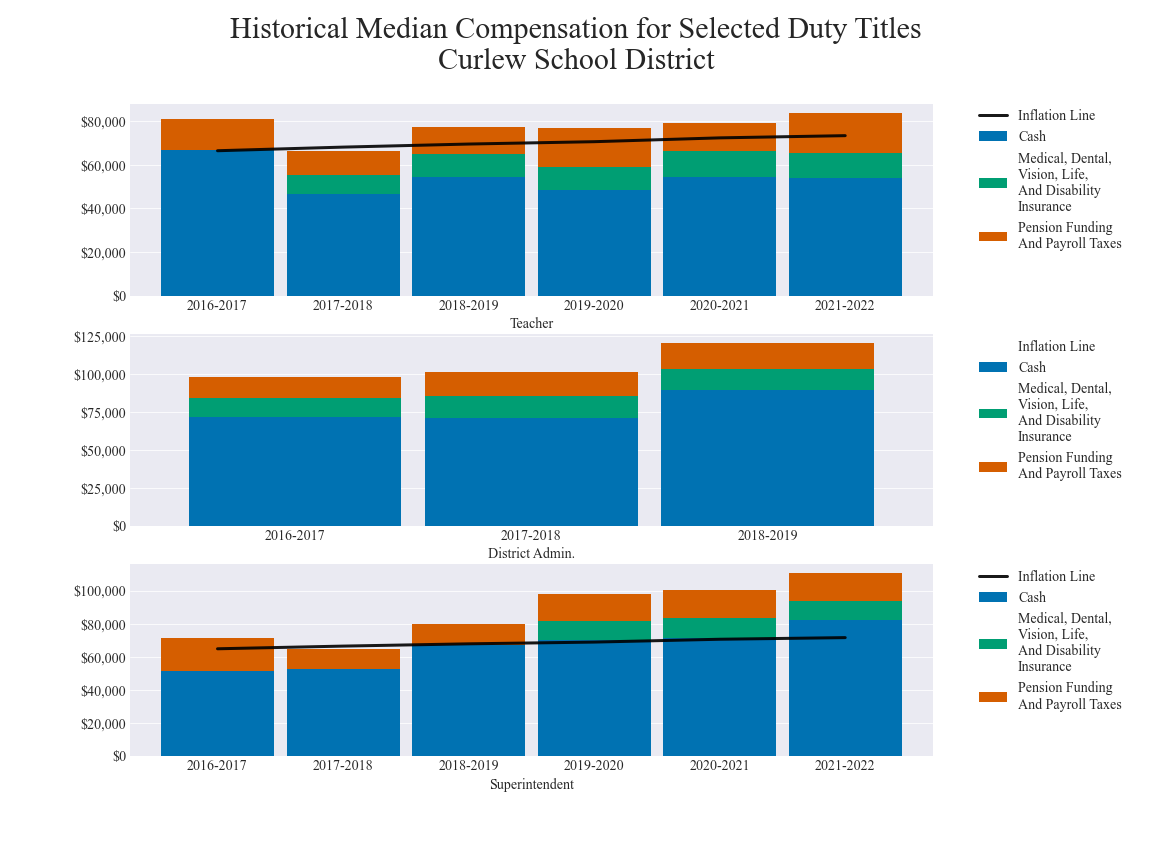 Historical Median Compensation for Selected Duty Titles
Curlew School District
$80,000
$60,000
$40,000
$20,000
$0
2016-2017 2017-2018 2018-2019 2019-2020 2020-2021 2021-2022
Teacher
Inflation Line
Cash
Medical, Dental,
Vision, Life,
And Disability
Insurance
Pension Funding
And Payroll Taxes
$125,000
$100,000
$75,000
$50,000
$25,000
$0
2016-2017 2017-2018 2018-2019
District Admin.
Inflation Line
Cash
Medical, Dental,
Vision, Life,
And Disability
Insurance
Pension Funding
And Payroll Taxes
$100,000
$80,000
$60,000
$40,000
$20,000
$0
2016-2017 2017-2018 2018-2019 2019-2020 2020-2021 2021-2022
Superintendent
Inflation Line
Cash
Medical, Dental,
Vision, Life,
And Disability
Insurance
Pension Funding
And Payroll Taxes